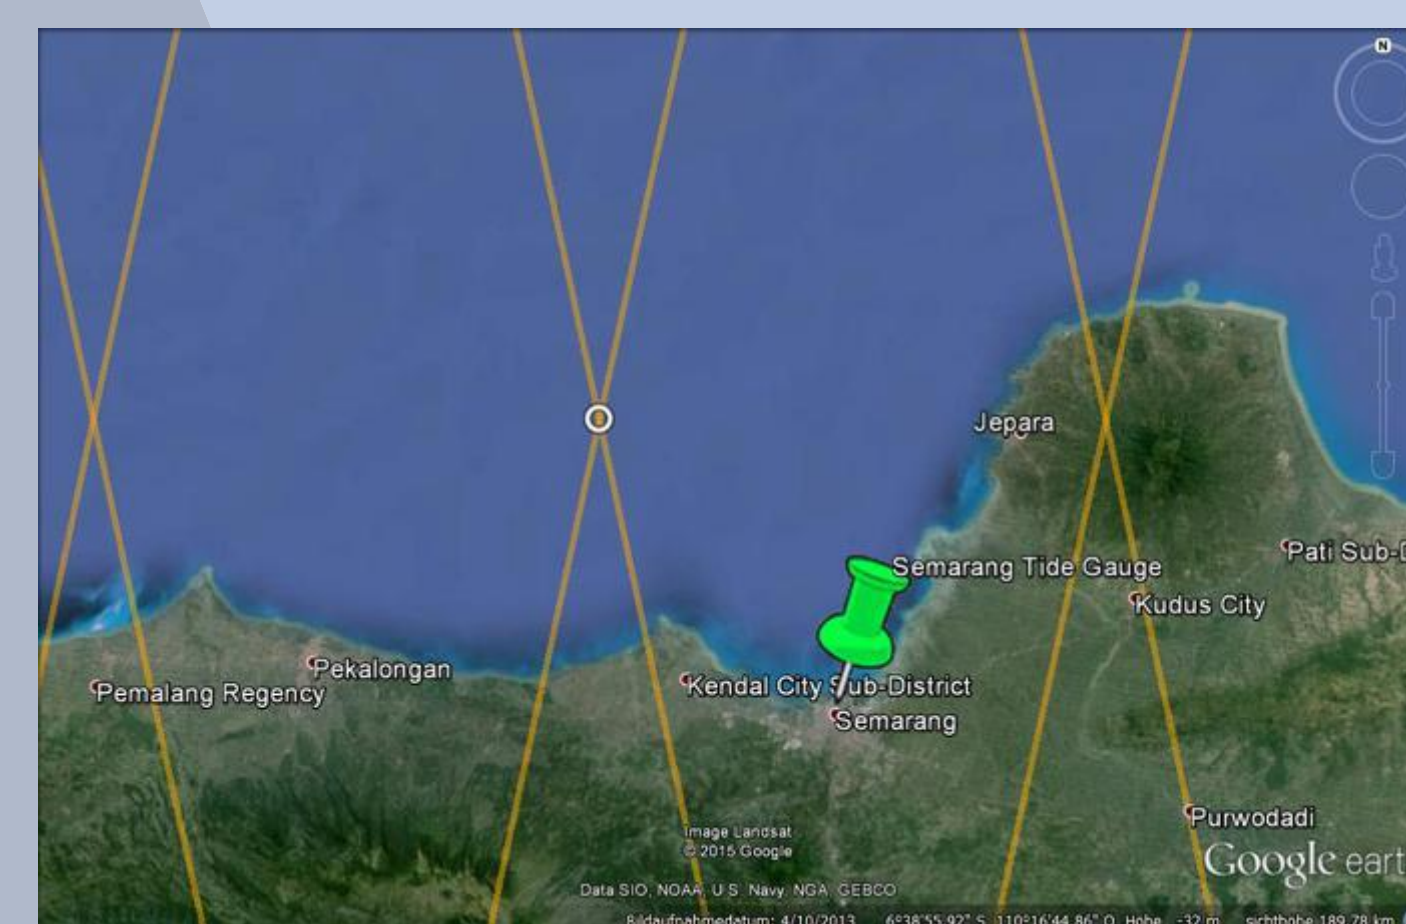 N
Jepara
Pati Sub-D
Semarang Tide Gauge
Kudus City
Pekalongan
Pemalang Regency
Kendal City Sub-District
Semarang
Purwodadi
Image Landsat
© 2015 Google
Google eart
Data SIO, NOAA, U.S. Navy, NGA, GEBCO
Bildaufnahmedatum: 4/10/2013 6°38'55.92" S 110°16'44.86" O Höhe -32 m sichthöhe 189.78 km